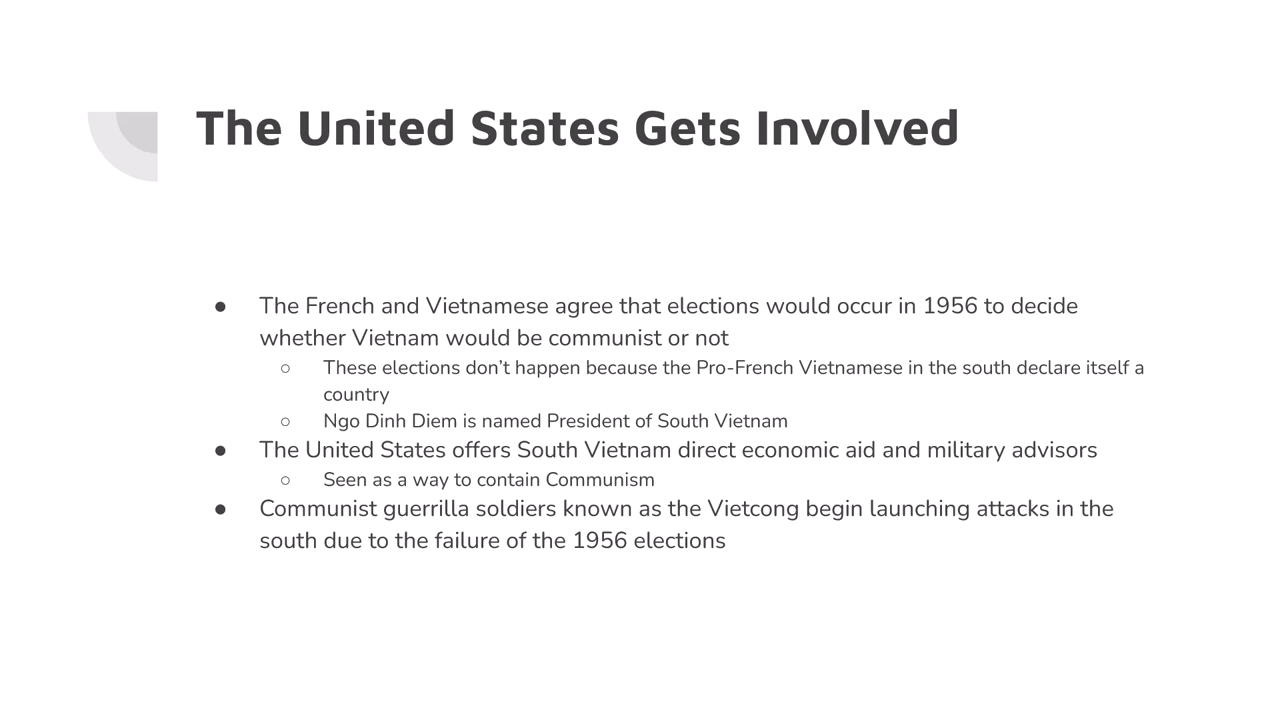 The United States Gets Involved
● The French and Vietnamese agree that elections would occur in 1956 to decide
whether Vietnam would be communist or not
○ These elections don’t happen because the Pro-French Vietnamese in the south declare itself a
country
○ Ngo Dinh Diem is named President of South Vietnam
● The United States offers South Vietnam direct economic aid and military advisors
○ Seen as a way to contain Communism
● Communist guerrilla soldiers known as the Vietcong begin launching attacks in the
south due to the failure of the 1956 elections